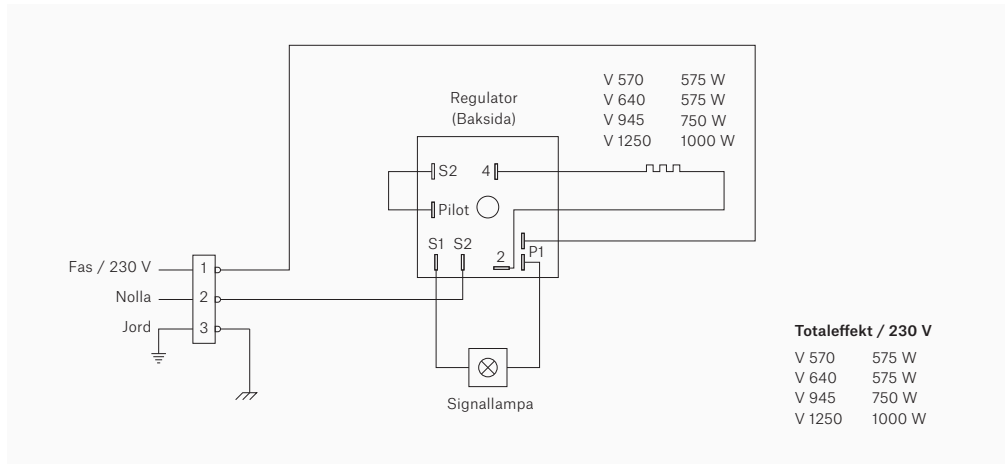 Regulator
(Baksida)
V 570 575 W
V 640 575 W
V 945 750 W
V 1250 1000 W
S2 4
Pilot
S1 S2 2 P1
Fas / 230 V 1
Nolla 2
Jord 3
Signallampa
Totaleffekt / 230 V
V 570 575 W
V 640 575 W
V 945 750 W
V 1250 1000 W